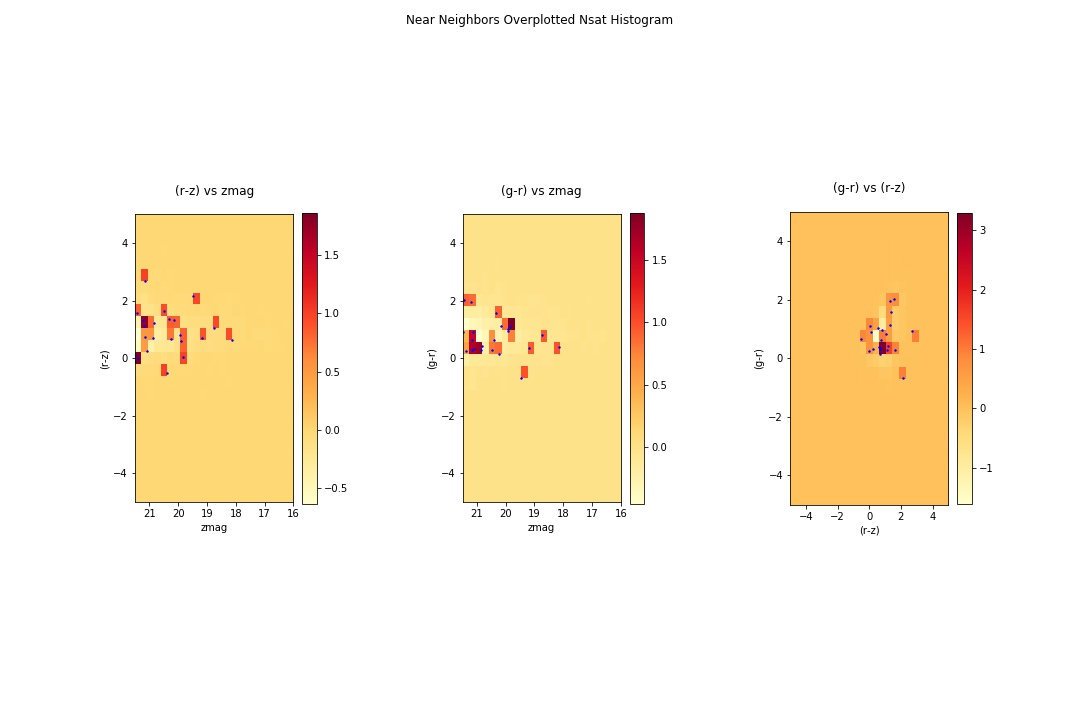 Near Neighbors Overplotted Nsat Histogram
(r-z) vs zmag
(g-r) vs zmag
(g-r) vs (r-z)
4
2
0
−2
−4
(r-z)
21 20 19 18 17 16
zmag
1.5
1.0
0.5
0.0
−0.5
4
2
0
−2
−4
(g-r)
21 20 19 18 17 16
zmag
1.5
1.0
0.5
0.0
4
2
0
−2
−4
(g-r)
−4 −2 0 2 4
(r-z)
3
2
1
0
−1